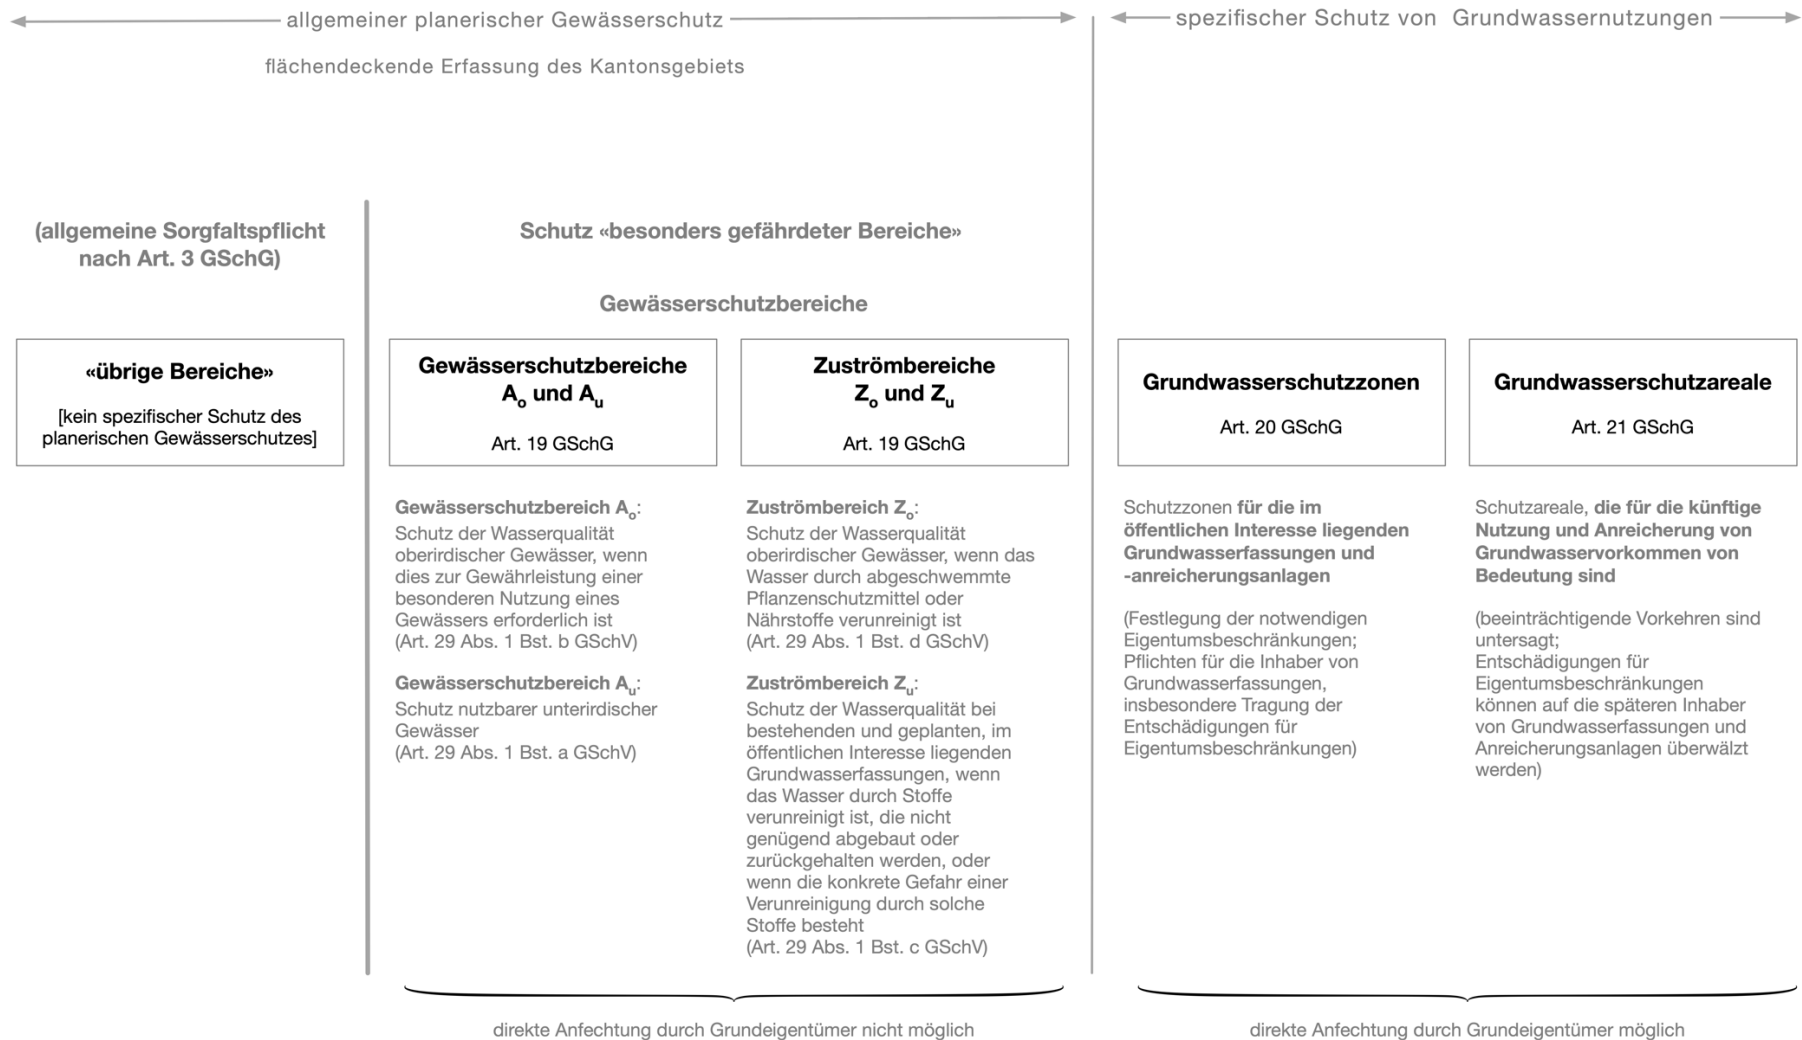 allgemeiner planerischer Gewässerschutz
spezifischer Schutz von Grundwassernutzungen
flächendeckende Erfassung des Kantonsgebiets
(allgemeine Sorgfaltspflicht
nach Art. 3 GSchG)
Schutz «besonders gefährdeter Bereiche»
Gewässerschutzbereiche
«übrige Bereiche»
[kein spezifischer Schutz des
planerischen Gewässerschutzes]
Gewässerschutzbereiche
Ao und Au
Art. 19 GSchG
Zuströmbereiche
Zo und Zu
Art. 19 GSchG
Grundwasserschutzzonen
Art. 20 GSchG
Grundwasserschutzareale
Art. 21 GSchG
Gewässerschutzbereich Ao:
Schutz der Wasserqualität
oberirdischer Gewässer, wenn
dies zur Gewährleistung einer
besonderen Nutzung eines
Gewässers erforderlich ist
(Art. 29 Abs. 1 Bst. b GSchV)
Gewässerschutzbereich Au:
Schutz nutzbarer unterirdischer
Gewässer
(Art. 29 Abs. 1 Bst. a GSchV)
Zuströmbereich Zo:
Schutz der Wasserqualität
oberirdischer Gewässer, wenn das
Wasser durch abgeschwemmte
Pflanzenschutzmittel oder
Nährstoffe verunreinigt ist
(Art. 29 Abs. 1 Bst. d GSchV)
Zuströmbereich Zu:
Schutz der Wasserqualität bei
bestehenden und geplanten, im
öffentlichen Interesse liegenden
Grundwasserfassungen, wenn
das Wasser durch Stoffe
verunreinigt ist, die nicht
genügend abgebaut oder
zurückgehalten werden, oder
wenn die konkrete Gefahr einer
Verunreinigung durch solche
Stoffe besteht
(Art. 29 Abs. 1 Bst. c GSchV)
Schutzzonen für die im
öffentlichen Interesse liegenden
Grundwasserfassungen und
-anreicherungsanlagen
(Festlegung der notwendigen
Eigentumsbeschränkungen;
Pflichten für die Inhaber von
Grundwasserfassungen,
insbesondere Tragung der
Entschädigungen für
Eigentumsbeschränkungen)
Schutzareale, die für die künftige
Nutzung und Anreicherung von
Grundwasservorkommen von
Bedeutung sind
(beeinträchtigende Vorkehren sind
untersagt;
Entschädigungen für
Eigentumsbeschränkungen
können auf die späteren Inhaber
von Grundwasserfassungen und
Anreicherungsanlagen überwälzt
werden)
direkte Anfechtung durch Grundeigentümer nicht möglich
direkte Anfechtung durch Grundeigentümer möglich